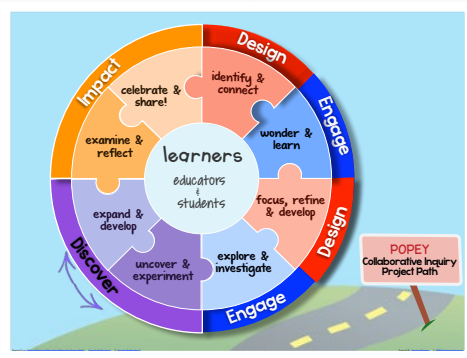 Impact
Design
Engage
Design
Engage
Discover
celebrate &
share!
identify &
connect
wonder &
learn
focus, refine
& develop
explore &
investigate
uncover &
experiment
expand &
develop
examine &
reflect
learners
educators
&
students
POPEY
Collaborative Inquiry
Project Path